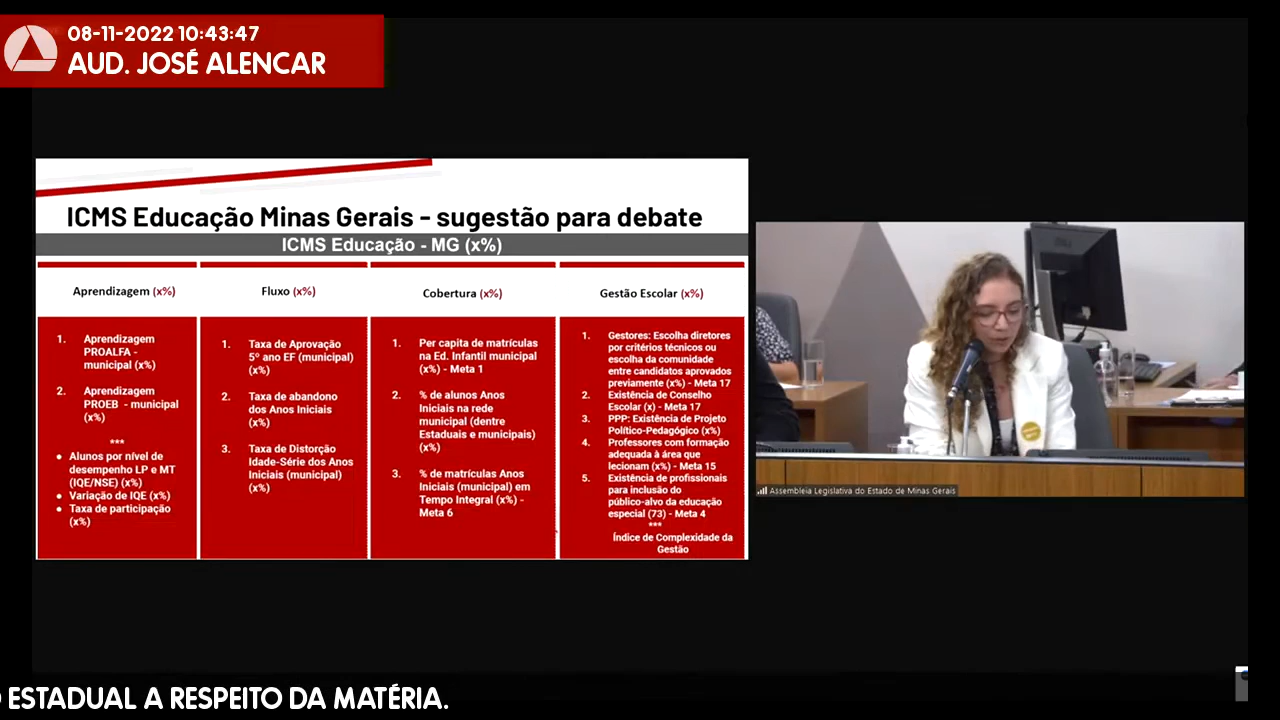 08-11-2022 10:43:47
AUD. JOSÉ ALENCAR
ICMS Educação Minas Gerais - sugestão para debate
ICMS Educação - MG (x%)
Aprendizagem (x%)
1. Aprendizagem
PROALFA -
municipal (x%)
2. Aprendizagem
PROEB - municipal
(x%)
***
• Alunos por nível de
desempenho LP e MT
(IQE/NSE) (x%)
• Variação de IQE (x%)
• Taxa de participação
(x%)
Fluxo (x%)
1. Taxa de Aprovação
5º ano EF (municipal)
(x%)
2. Taxa de abandono
dos Anos Iniciais
(x%)
3. Taxa de Distorção
Idade-Série dos Anos
Iniciais (municipal)
(x%)
Cobertura (x%)
1. Per capita de matrículas
na Ed. Infantil municipal
(x%) - Meta 1
2. % de alunos Anos
Iniciais na rede
municipal (dentre
Estaduais e municipais)
(x%)
3. % de matrículas Anos
Iniciais (municipal) em
Tempo Integral (x%) -
Meta 6
Gestão Escolar (x%)
1. Gestores: Escolha diretores
por critérios técnicos ou
escolha da comunidade
entre candidatos aprovados
previamente (x%) - Meta 17
2. Existência de Conselho
Escolar (x) - Meta 17
3. PPP: Existência de Projeto
Político-Pedagógico (x%)
4. Professores com formação
adequada à área que
lecionam (x%) - Meta 15
5. Existência de profissionais
para inclusão do
público-alvo da educação
especial (73) - Meta 4
***
Índice de Complexidade da
Gestão
Assembleia Legislativa do Estado de Minas Gerais
ESTADUAL A RESPEITO DA MATÉRIA.